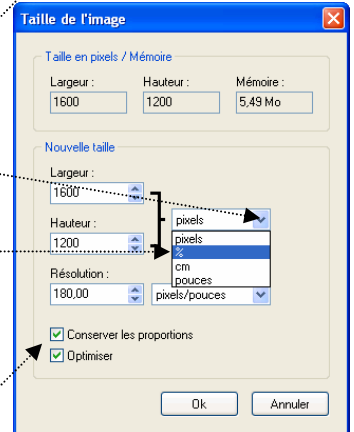 Taille de l'image
Taille en pixels / Mémoire
Largeur : Hauteur : Mémoire :
1600 1200 5,49 Mo
Nouvelle taille
Largeur :
1600
pixels
Hauteur :
1200
pixels
%
cm
pouces
Résolution :
180,00 pixels/pouces
Conserver les proportions
Optimiser
Ok Annuler